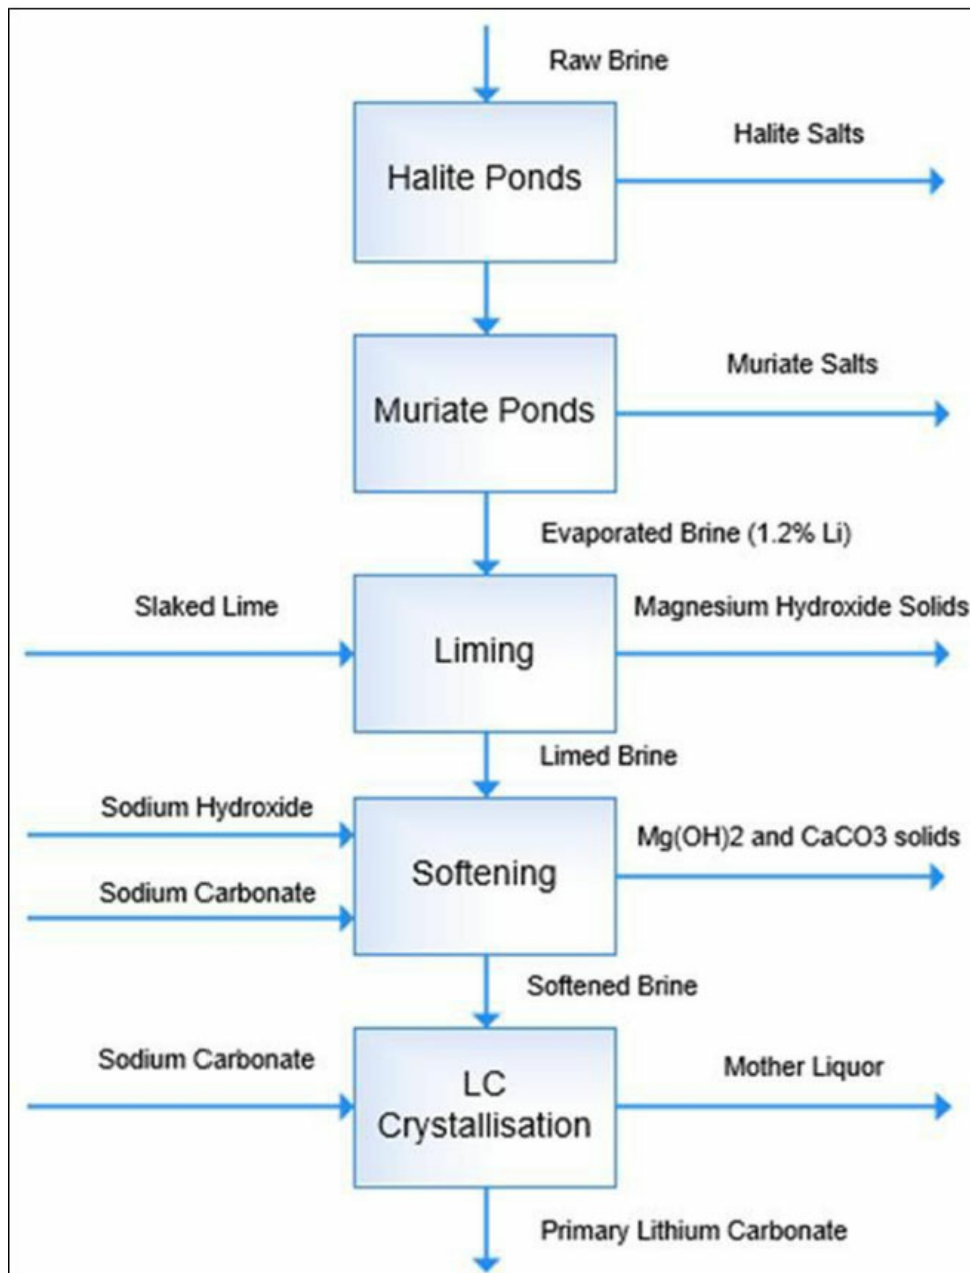 Raw Brine
Halite Ponds
Halite Salts
Muriate Ponds
Muriate Salts
Evaporated Brine (1.2% Li)
Slaked Lime
Liming
Magnesium Hydroxide Solids
Limed Brine
Sodium Hydroxide
Sodium Carbonate
Softening
Mg(OH)2 and CaCO3 solids
Softened Brine
Sodium Carbonate
LC
Crystallisation
Mother Liquor
Primary Lithium Carbonate